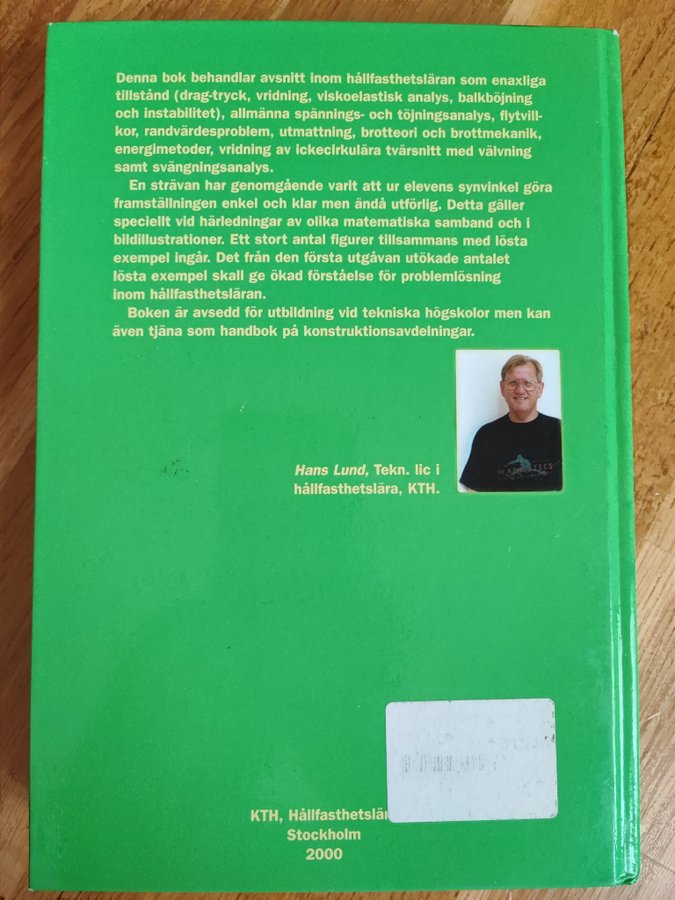 Denna bok behandlar avsnitt inom hållfasthetsläran som enaxliga
tillstånd (drag-tryck, vridning, viskoelastisk analys, balkböjning
och instabilitet), allmänna spännings- och töjningsanalys, flytvill-
kor, randvärdesproblem, utmattning, brotteori och brottmekanik,
energimetoder, vridning av ickecirkulära tvärsnitt med välvning
samt svängningsanalys.
En strävan har genomgående varit att ur elevens synvinkel göra
framställningen enkel och klar men ändå utförlig. Detta gäller
speciellt vid härledningar av olika matematiska samband och i
bildillustrationer. Ett stort antal figurer tillsammans med lösta
exempel ingår. Det från den första utgåvan utökade antalet
lösta exempel skall ge ökad förståelse för problemlösning
inom hållfasthetsläran.
Boken är avsedd för utbildning vid tekniska högskolor men kan
även tjäna som handbok på konstruktionsavdelningar.
Hans Lund, Tekn. lic i
hållfasthetslära, KTH.
KTH, Hållfasthetslär
Stockholm
2000